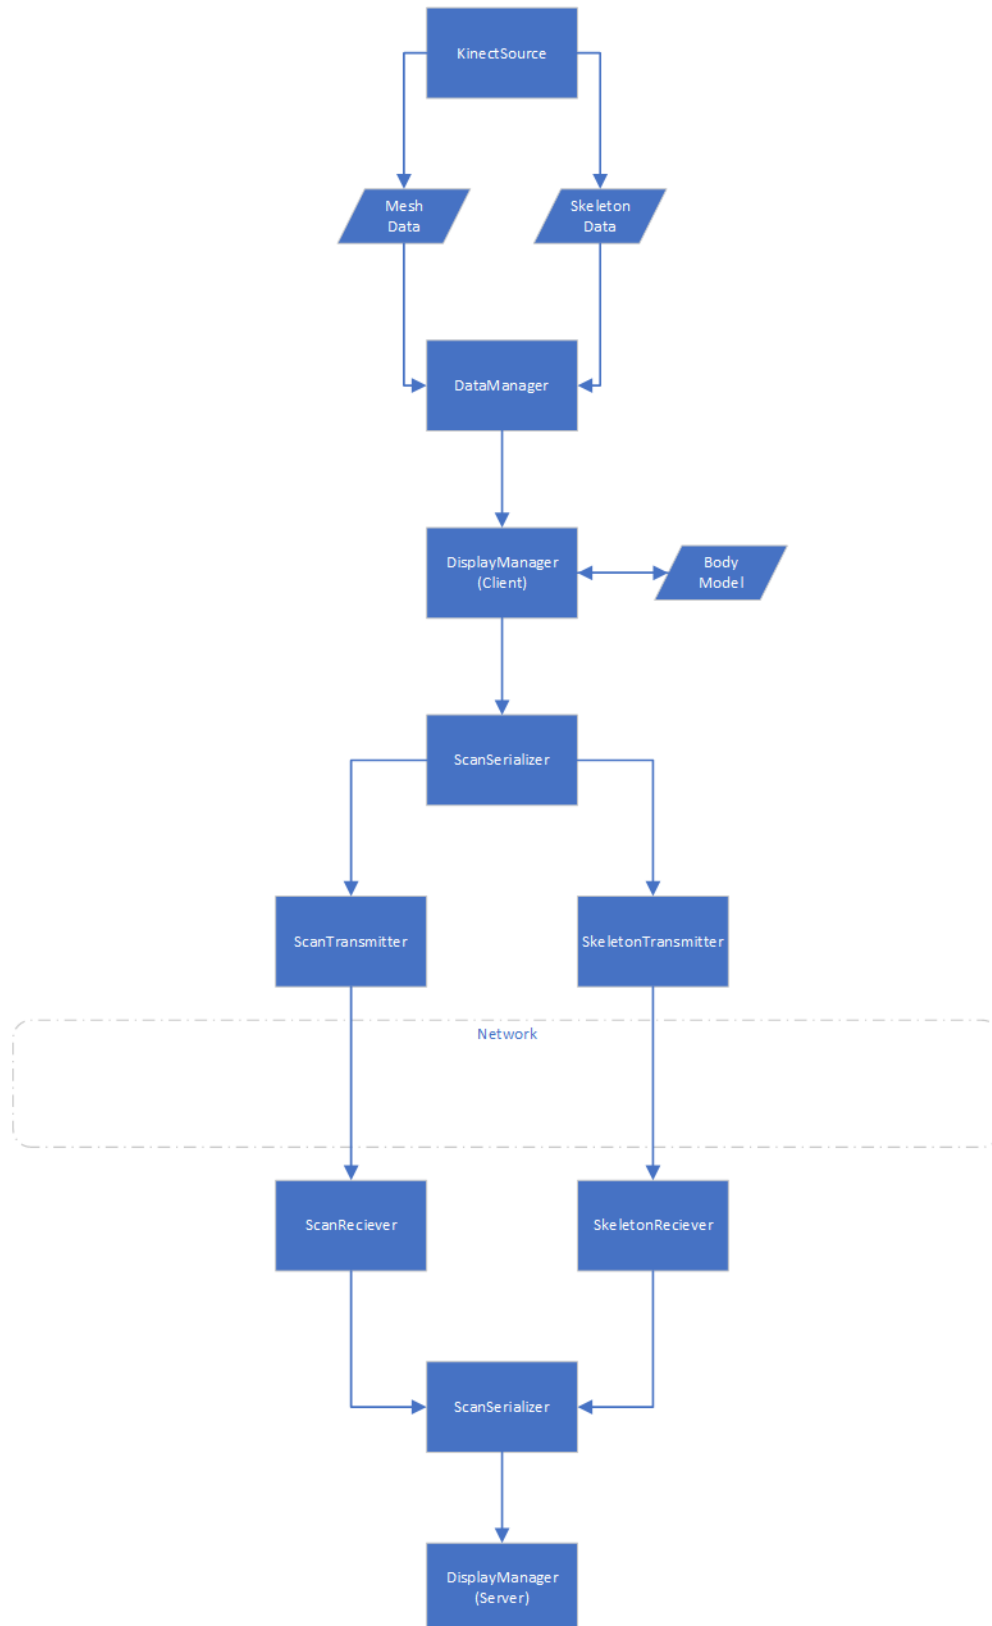 KinectSource
Mesh
Data
Skeleton
Data
DataManager
DisplayManager
(Client)
Body
Model
ScanSerializer
ScanTransmitter
SkeletonTransmitter
Network
ScanReciever
SkeletonReciever
ScanSerializer
DisplayManager
(Server)